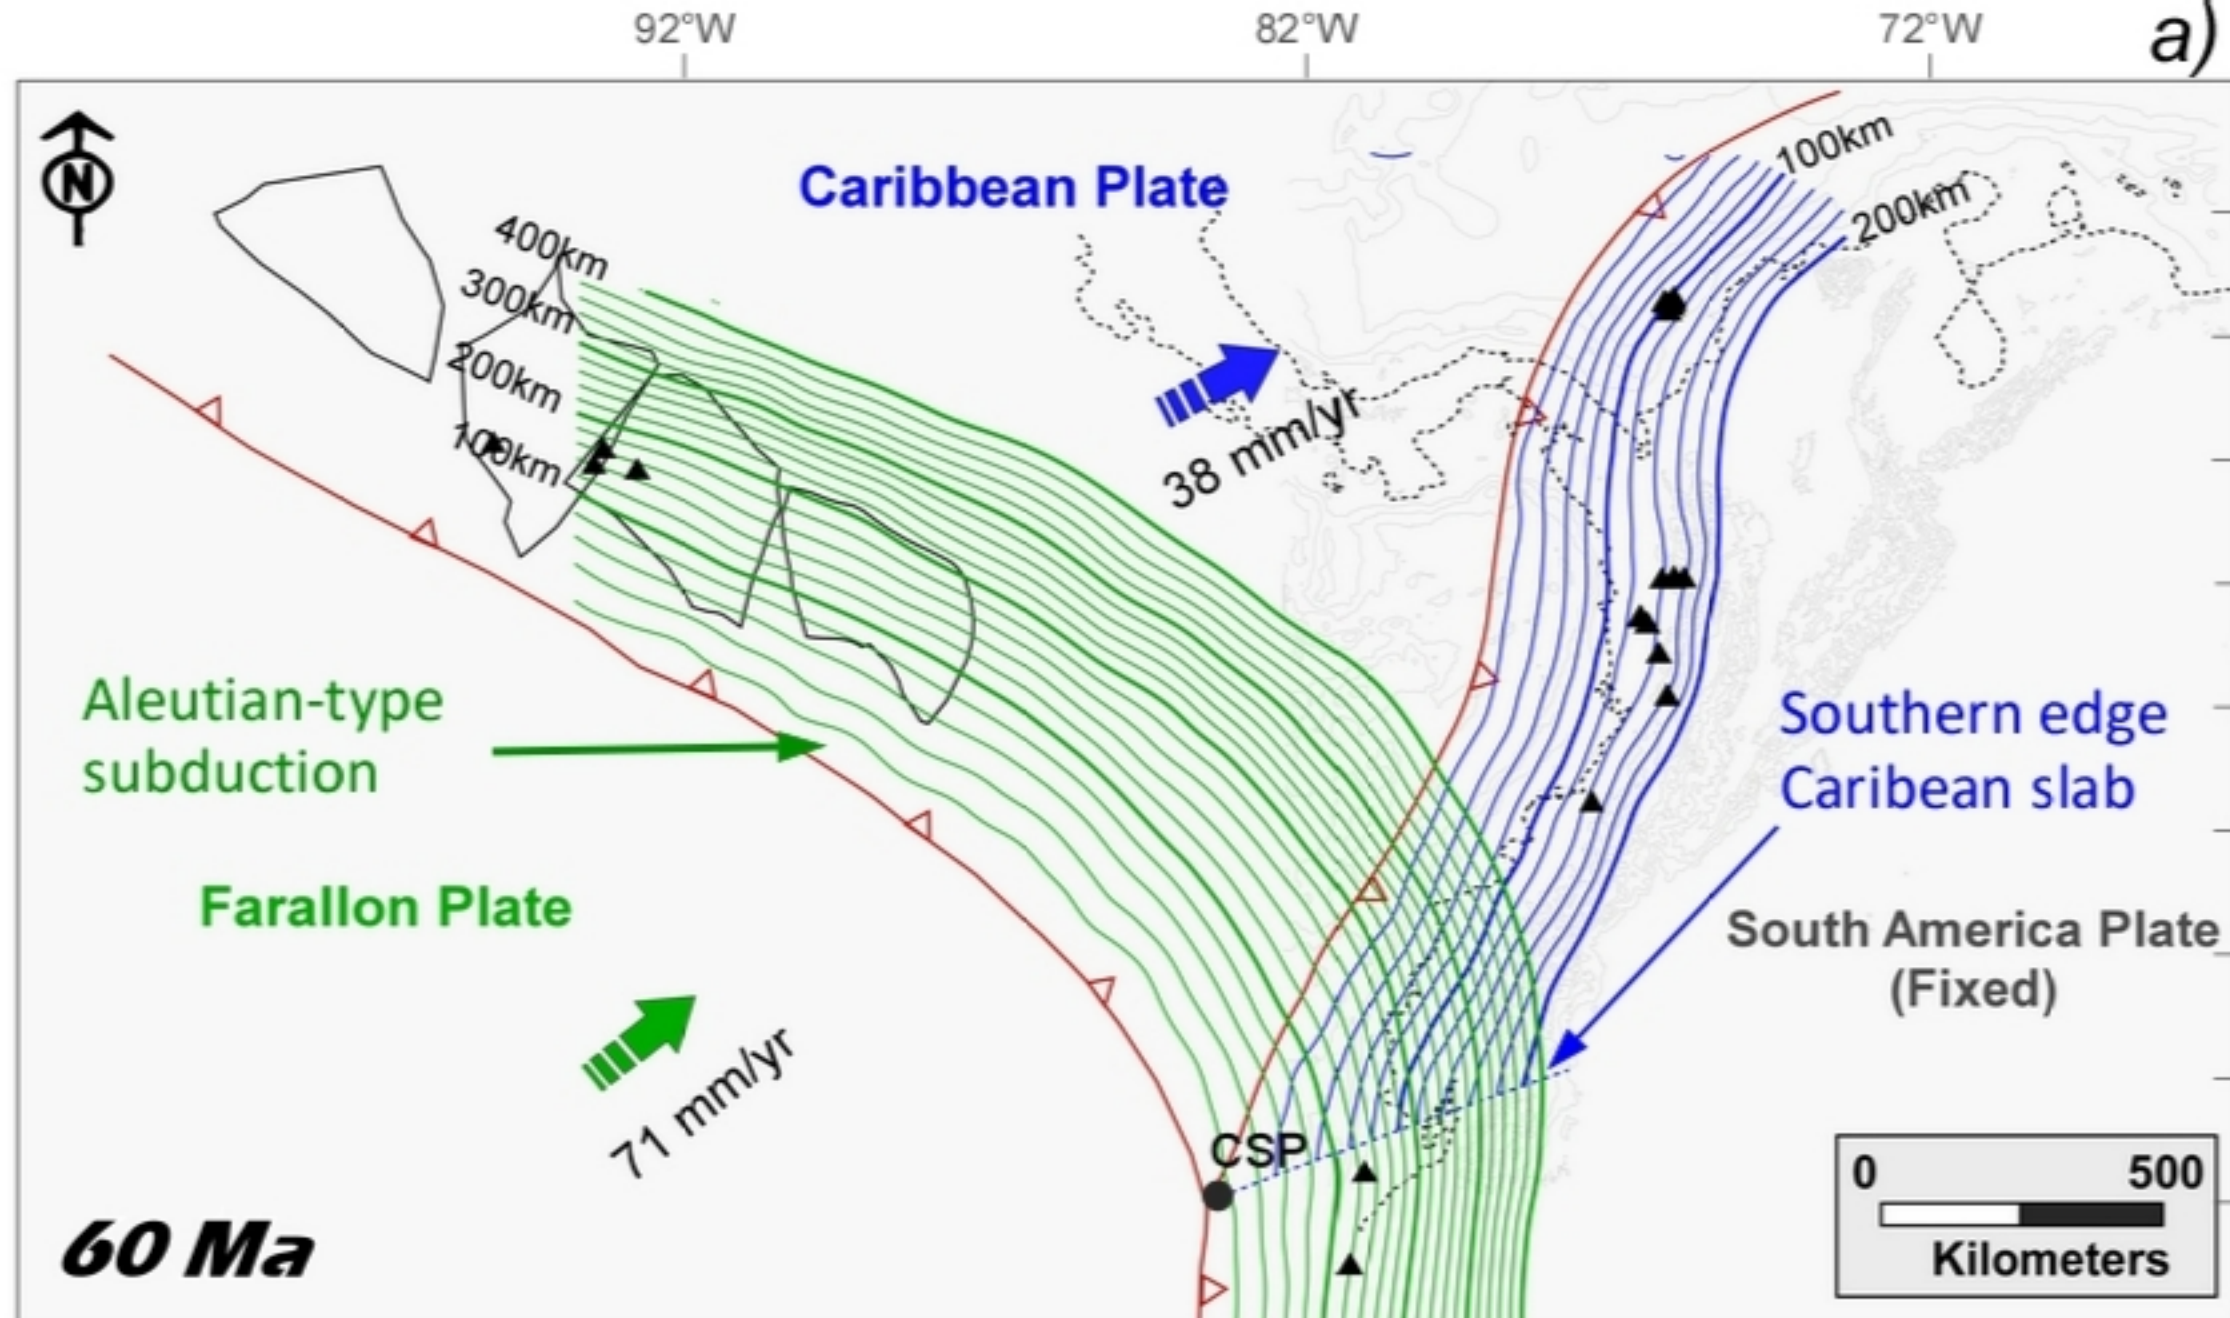 92°W
82°W
72°W
a)
N
Caribbean Plate
100km
200km
400km
300km
200km
100km
38 mm/yr
Aleutian-type
subduction
Southern edge
Caribean slab
Farallon Plate
South America Plate
(Fixed)
71 mm/yr
CSP
60 Ma
0
500
Kilometers